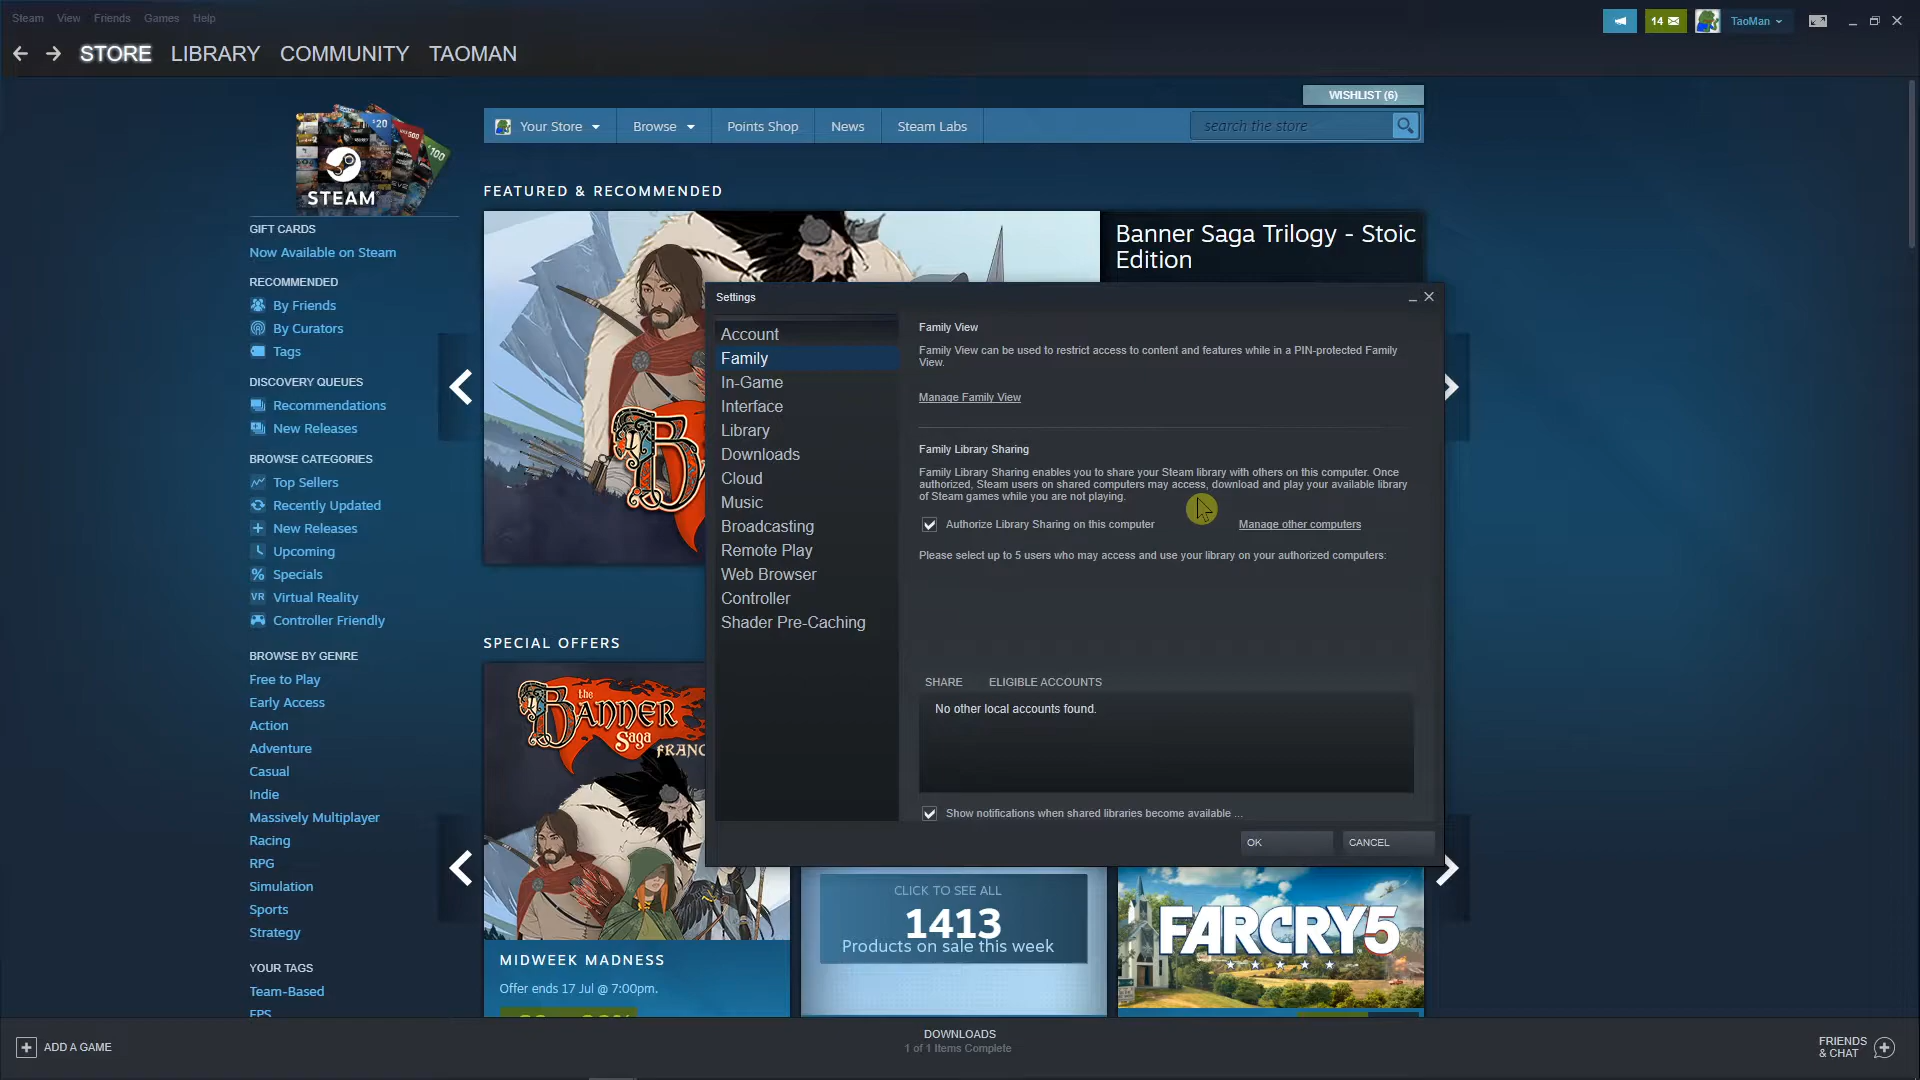 Steam View Friends Games Help
14
TaoMan
STORE LIBRARY COMMUNITY TAOMAN
WISHLIST (6)
Your Store Browse Points Shop News Steam Labs
search the store
STEAM
$20
$100
GIFT CARDS
Now Available on Steam
RECOMMENDED
By Friends
By Curators
Tags
DISCOVERY QUEUES
Recommendations
New Releases
BROWSE CATEGORIES
Top Sellers
Recently Updated
New Releases
Upcoming
Specials
VR Virtual Reality
Controller Friendly
BROWSE BY GENRE
Free to Play
Early Access
Action
Adventure
Casual
Indie
Massively Multiplayer
Racing
RPG
Simulation
Sports
Strategy
YOUR TAGS
Team-Based
FPS
FEATURED & RECOMMENDED
Banner Saga Trilogy - Stoic
Edition
Settings
Account
Family
In-Game
Interface
Library
Downloads
Cloud
Music
Broadcasting
Remote Play
Web Browser
Controller
Shader Pre-Caching
Family View
Family View can be used to restrict access to content and features while in a PIN-protected Family
View.
Manage Family View
Family Library Sharing
Family Library Sharing enables you to share your Steam library with others on this computer. Once
authorized, Steam users on shared computers may access, download and play your available library
of Steam games while you are not playing.
Authorize Library Sharing on this computer Manage other computers
Please select up to 5 users who may access and use your library on your authorized computers:
SHARE ELIGIBLE ACCOUNTS
No other local accounts found.
Show notifications when shared libraries become available ...
OK CANCEL
SPECIAL OFFERS
the
BANNER
Saga FRANC
MIDWEEK MADNESS
Offer ends 17 Jul @ 7:00pm.
CLICK TO SEE ALL
1413
Products on sale this week
FARCRY5
ADD A GAME
DOWNLOADS
1 of 1 Items Complete
FRIENDS
& CHAT